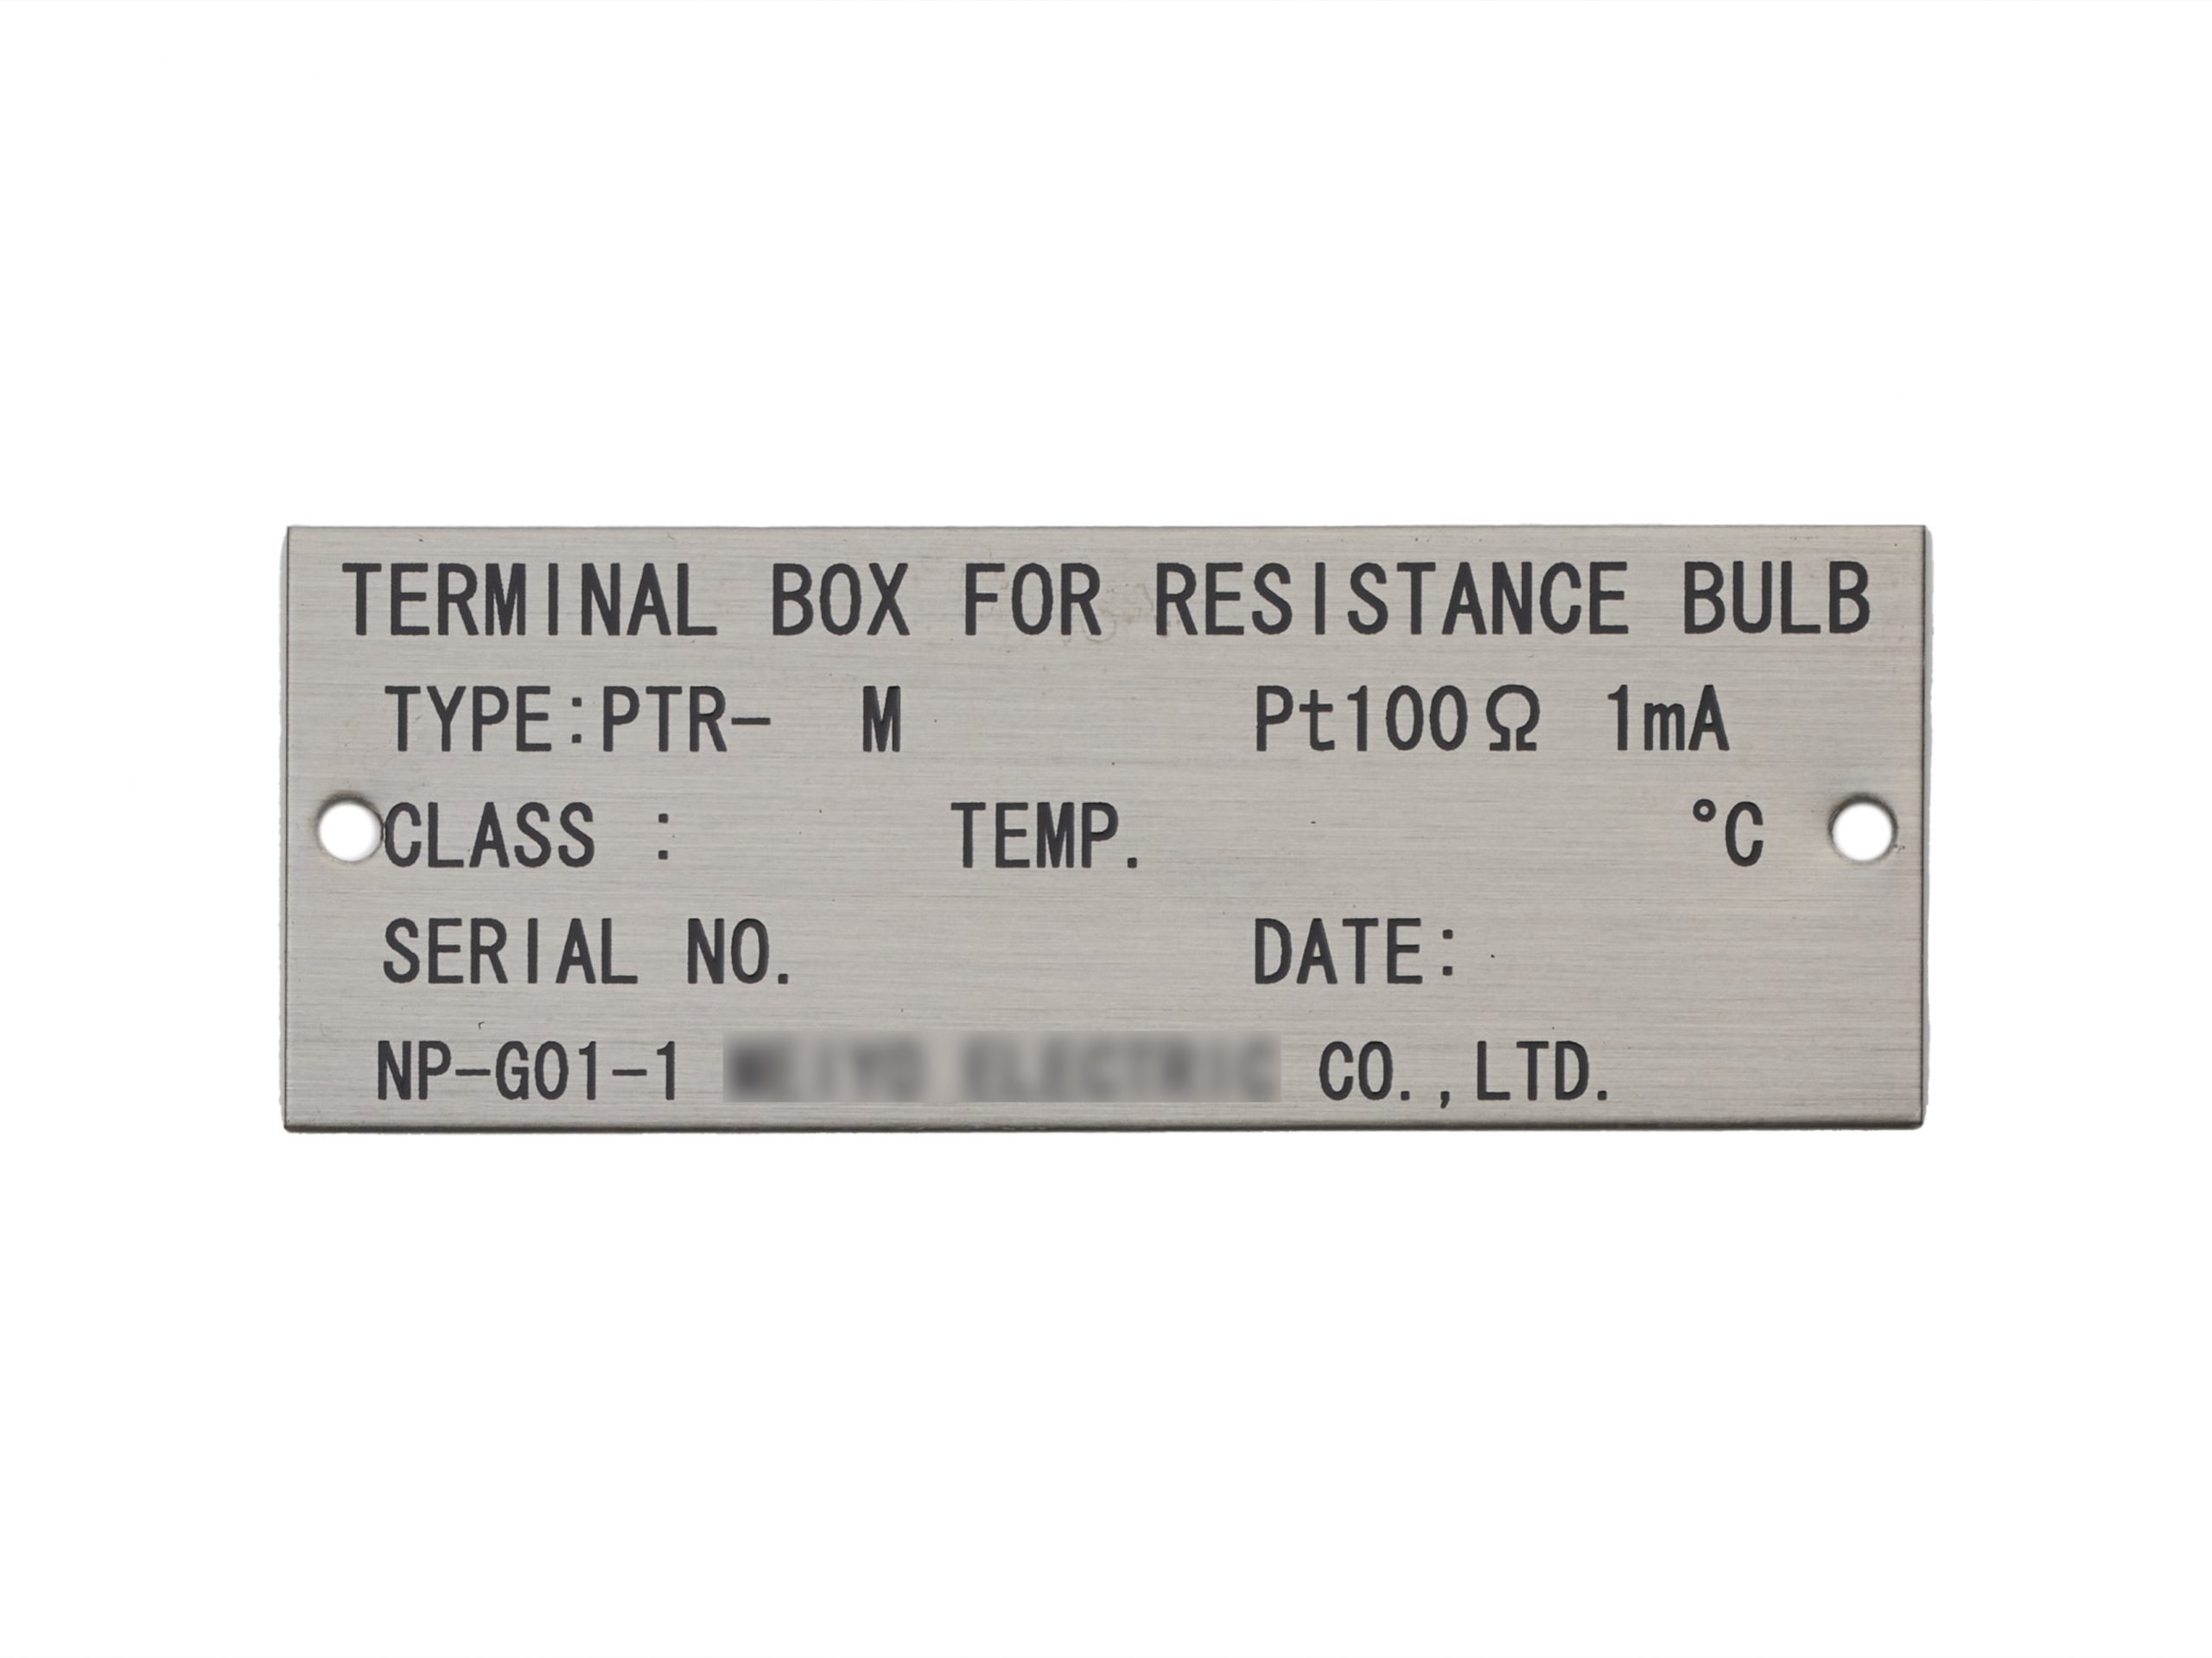 TERMINAL BOX FOR RESISTANCE BULB
TYPE:PTR- M Pt100Ω 1mA
CLASS : TEMP. °C
SERIAL NO. DATE:
NP-G01-1 CO.,LTD.